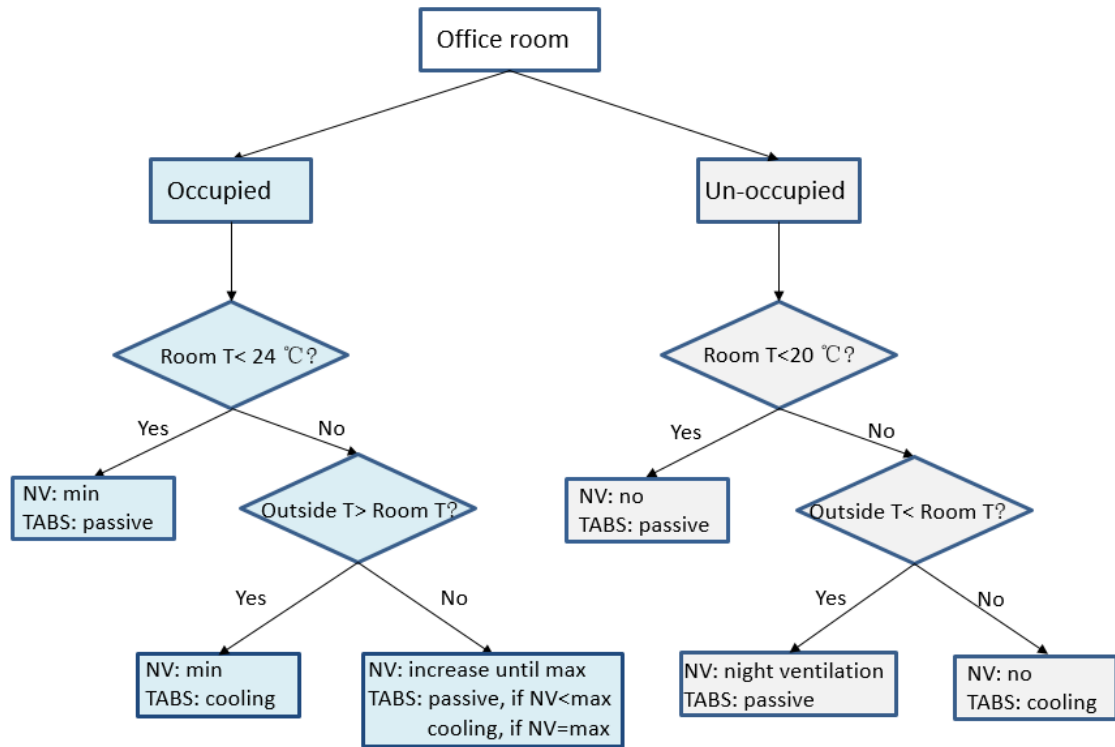 Office room
Occupied
Un-occupied
Room T< 24 ℃?
Room T<20 ℃?
Yes
No
Yes
No
NV: min
TABS: passive
Outside T> Room T?
NV: no
TABS: passive
Outside T< Room T?
Yes
No
Yes
No
NV: min
TABS: cooling
NV: increase until max
TABS: passive, if NV<max
cooling, if NV=max
NV: night ventilation
TABS: passive
NV: no
TABS: cooling